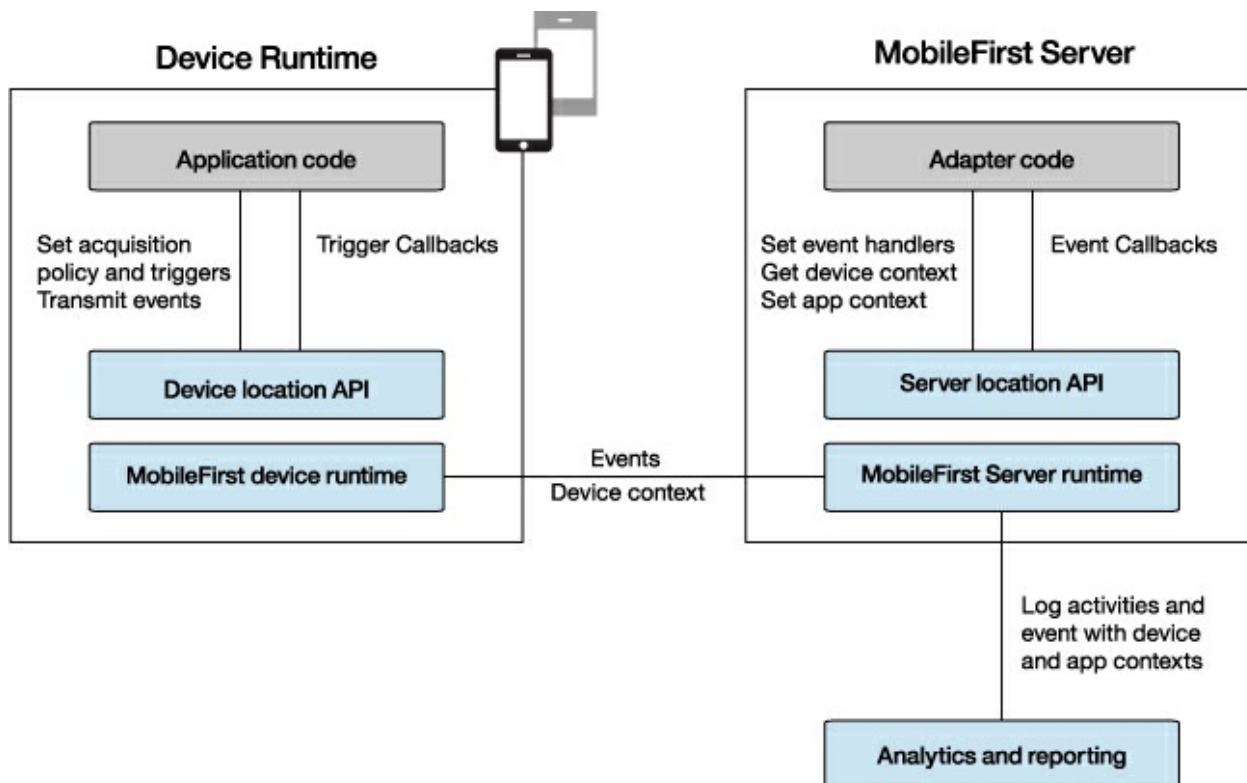 Device Runtime
Application code
Set acquisition
policy and triggers
Transmit events
Trigger Callbacks
Device location API
MobileFirst device runtime
Events
Device context
MobileFirst Server
Adapter code
Set event handlers
Get device context
Set app context
Event Callbacks
Server location API
MobileFirst Server runtime
Log activities and
event with device
and app contexts
Analytics and reporting